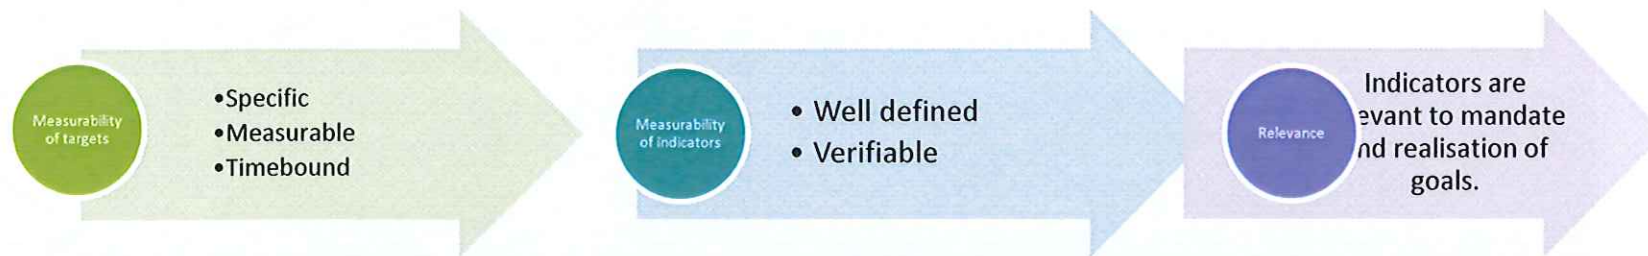 Measurability
of targets
•Specific
•Measurable
•Timebound
Measurability
of indicators
• Well defined
• Verifiable
Relevance
Indicators are
evant to mandate
nd realisation of
goals.